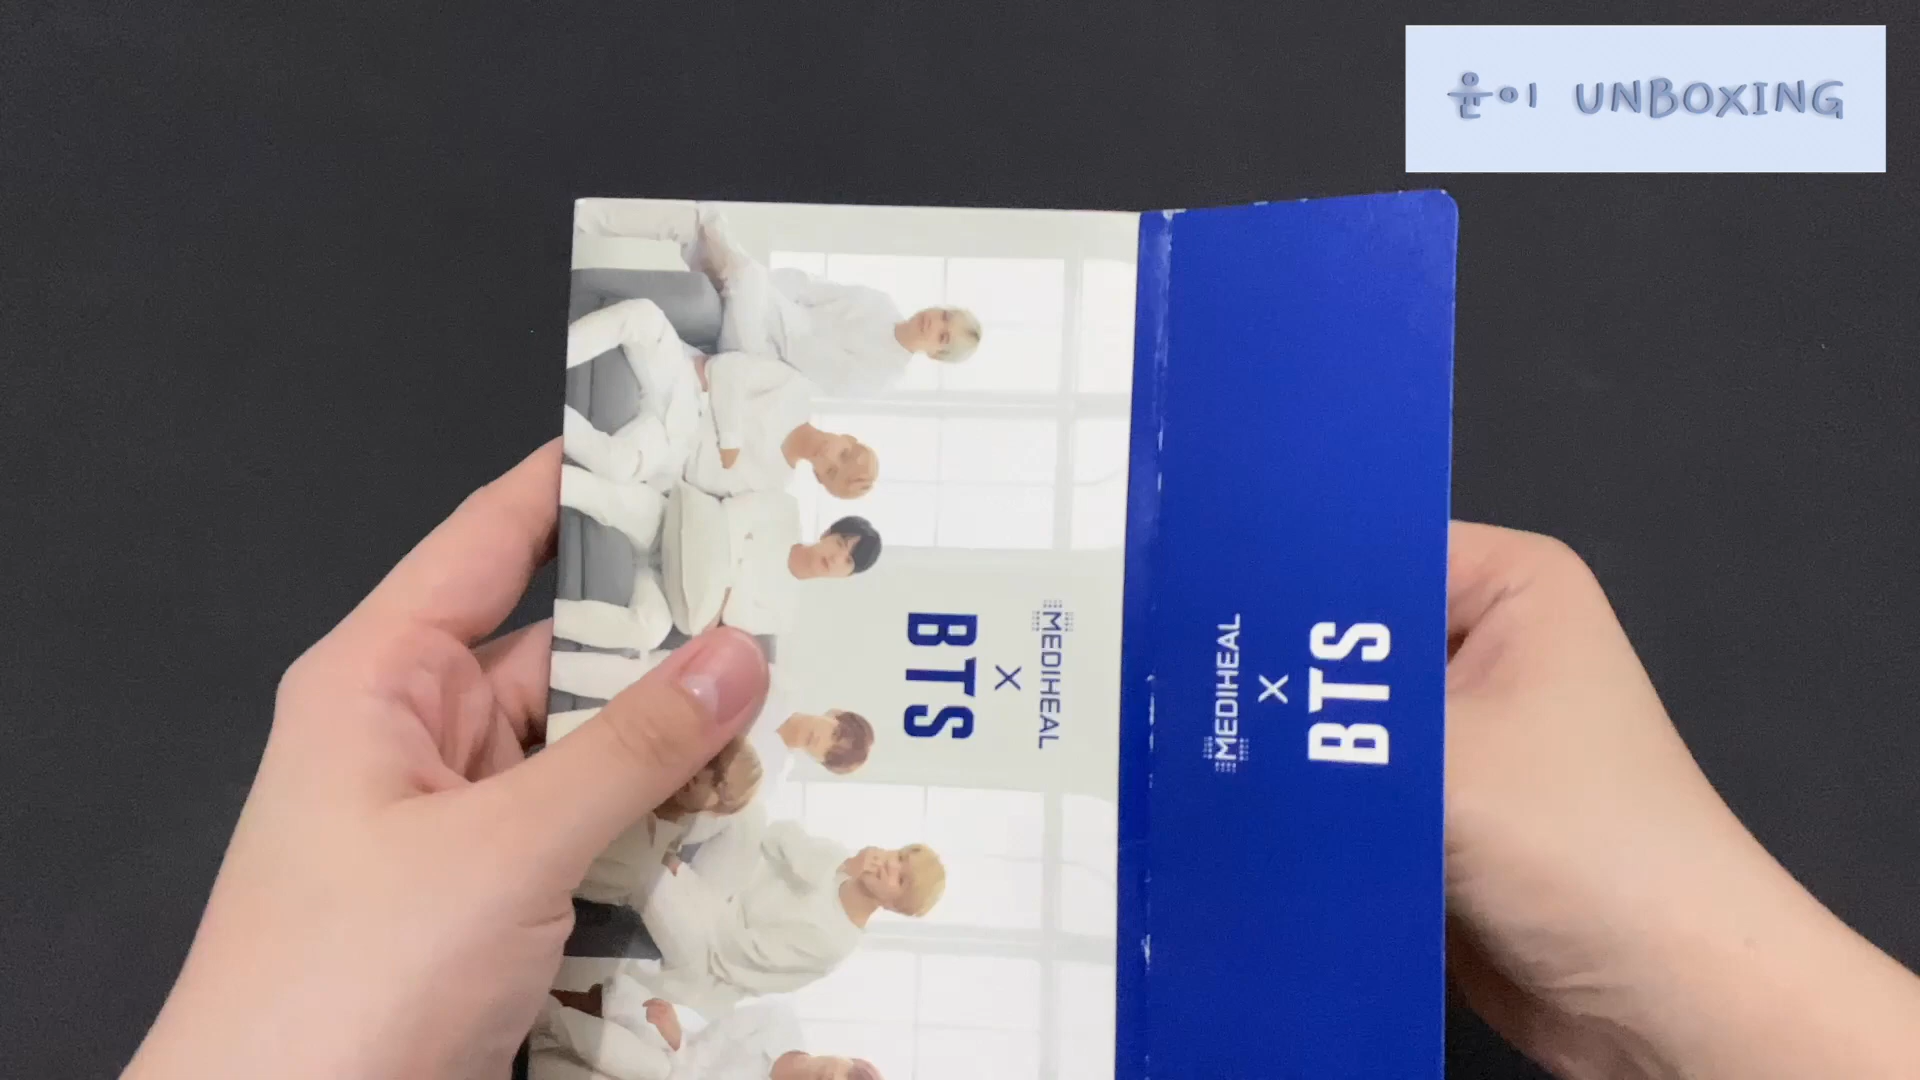 윤이 UNBOXING
MEDIHEAL
X
BTS
MEDIHEAL
X
BTS